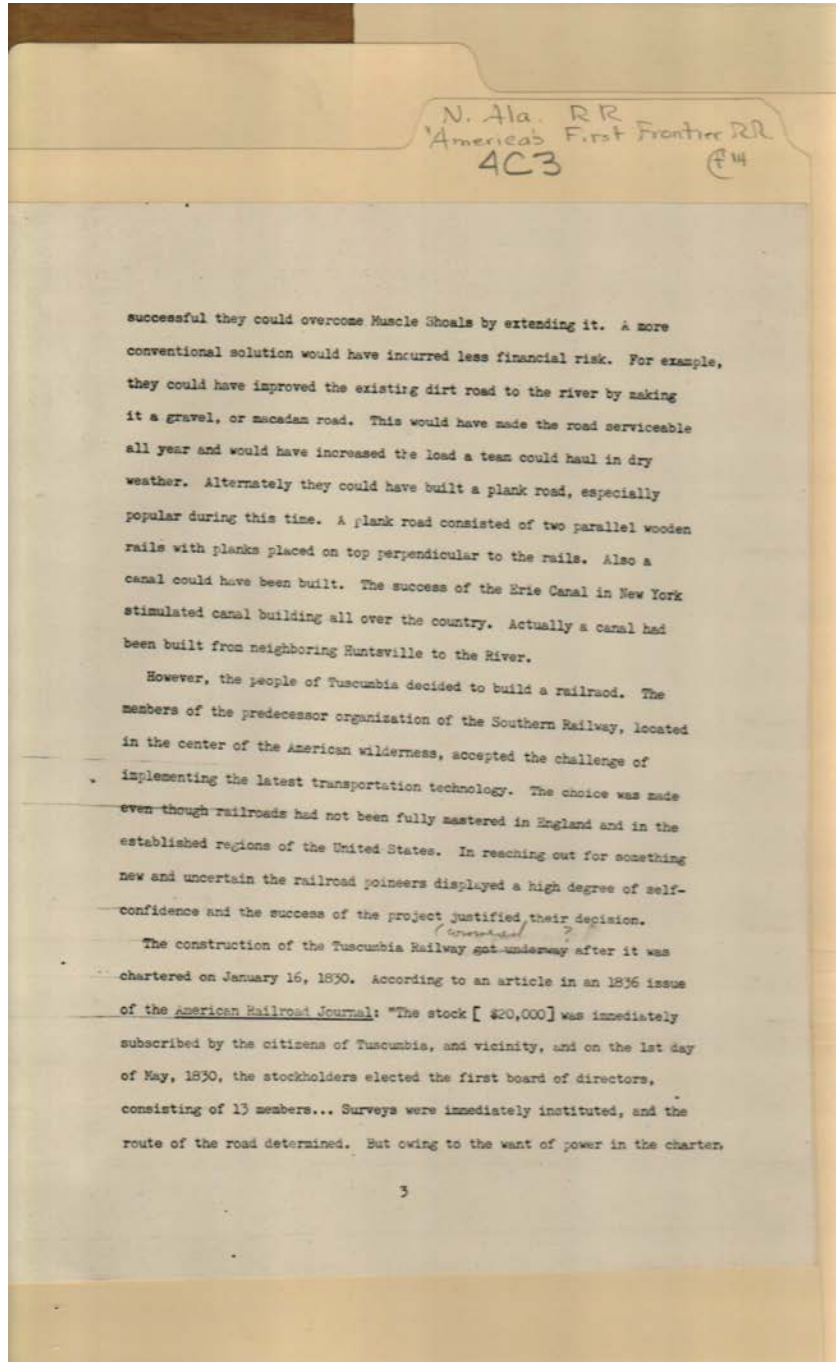 N. Ala. RR
"America's First Frontier RR
4C3 f 14
successful they could overcome Muscle Shoals by extending it. A more
conventional solution would have incurred less financial risk. For example,
they could have improved the existing dirt road to the river by making
it a gravel, or macadam road. This would have made the road serviceable
all year and would have increased the load a team could haul in dry
weather. Alternately they could have built a plank road, especially
popular during this time. A plank road consisted of two parallel wooden
rails with planks placed on top perpendicular to the rails. Also a
canal could have been built. The success of the Erie Canal in New York
stimulated canal building all over the country. Actually a canal had
been built from neighboring Huntsville to the River.
However, the people of Tuscumbia decided to build a railraod. The
members of the predecessor organization of the Southern Railway, located
in the center of the American wilderness, accepted the challenge of
implementing the latest transportation technology. The choice was made
even though railroads had not been fully mastered in England and in the
established regions of the United States. In reaching out for something
new and uncertain the railroad poineers displayed a high degree of self-
confidence and the success of the project justified their decision.
?
The construction of the Tuscumbia Railway got underway after it was
chartered on January 16, 1830. According to an article in an 1836 issue
of the American Railroad Journal: "The stock [ $20,000] was immediately
subscribed by the citizens of Tuscumbia, and vicinity, and on the 1st day
of May, 1830, the stockholders elected the first board of directors,
consisting of 13 members... Surveys were immediately instituted, and the
route of the road determined. But owing to the want of power in the charter,
3